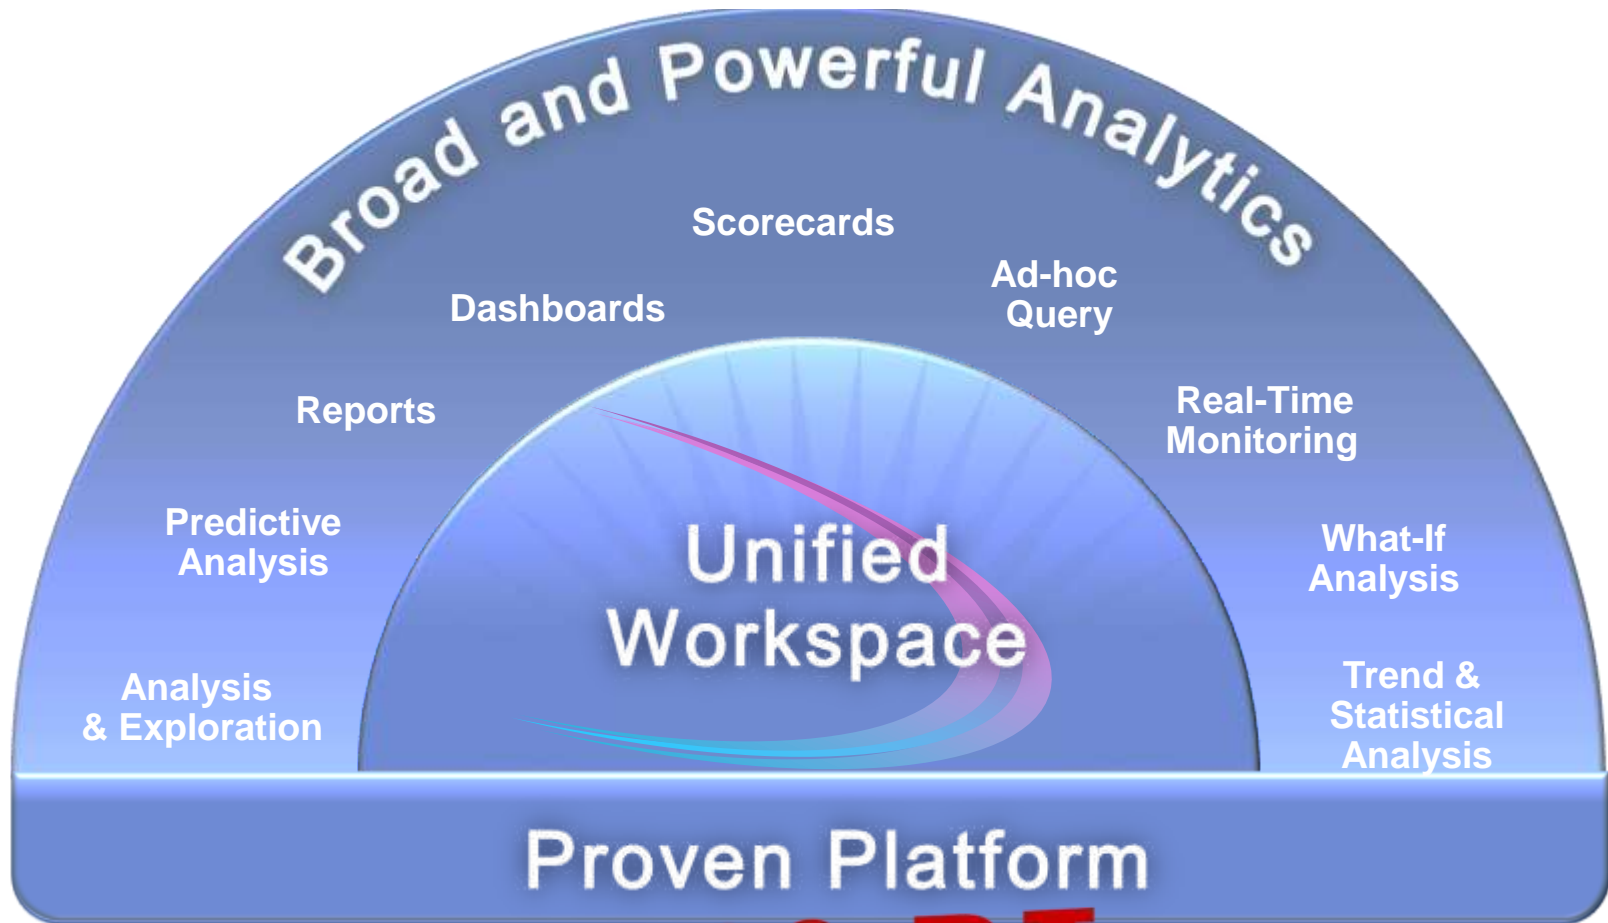 Broad and Powerful Analytics
Scorecards
Ad-hoc
Query
Dashboards
Reports
Real-Time
Monitoring
Predictive
Analysis
What-If
Analysis
Unified
Workspace
Analysis
& Exploration
Trend &
Statistical
Analysis
Proven Platform